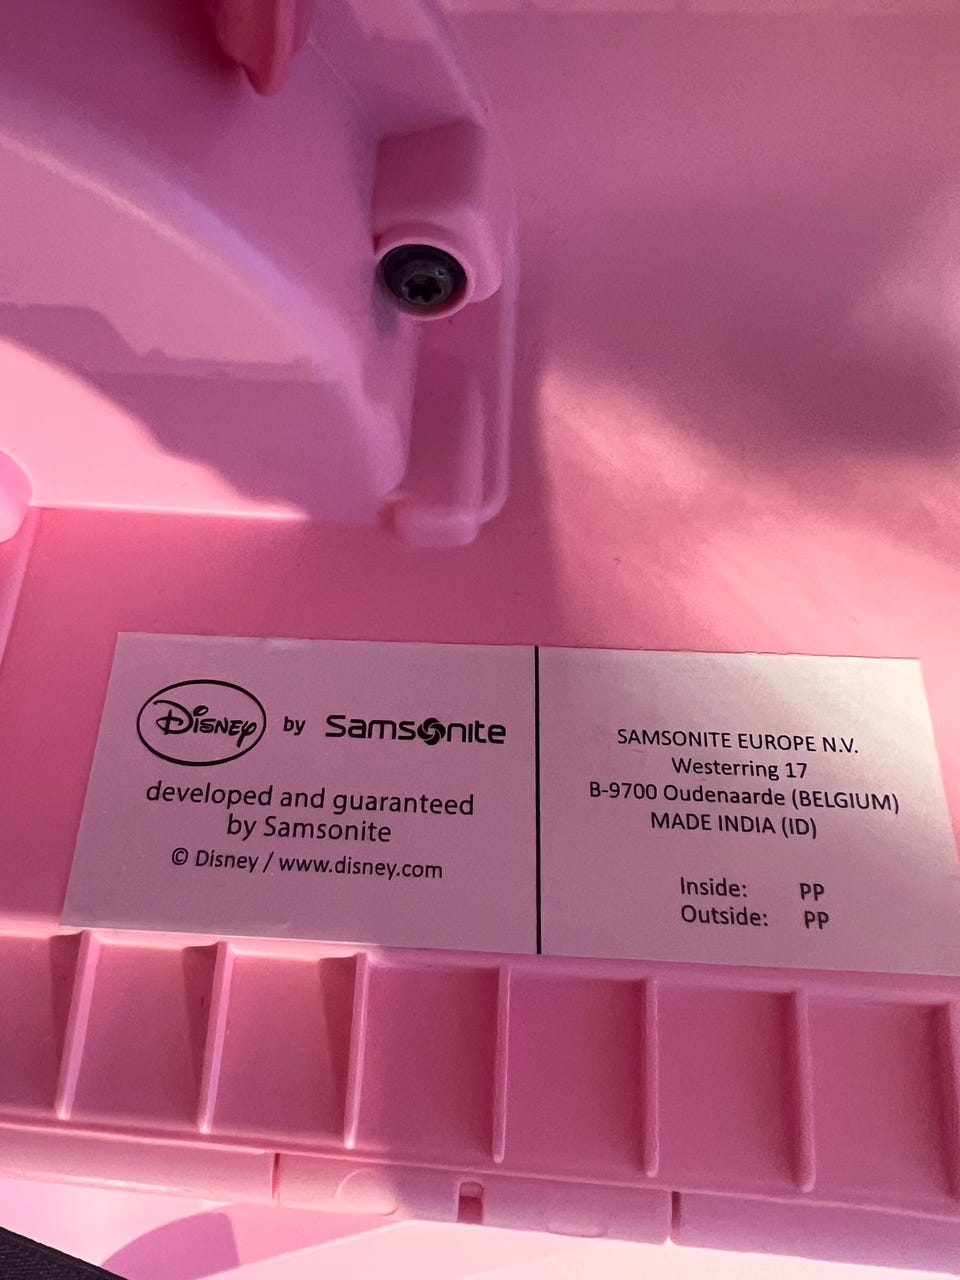 Disney by Samsonite
developed and guaranteed
by Samsonite
© Disney / www.disney.com
SAMSONITE EUROPE N.V.
Westerring 17
B-9700 Oudenaarde (BELGIUM)
MADE INDIA (ID)
Inside: PP
Outside: PP